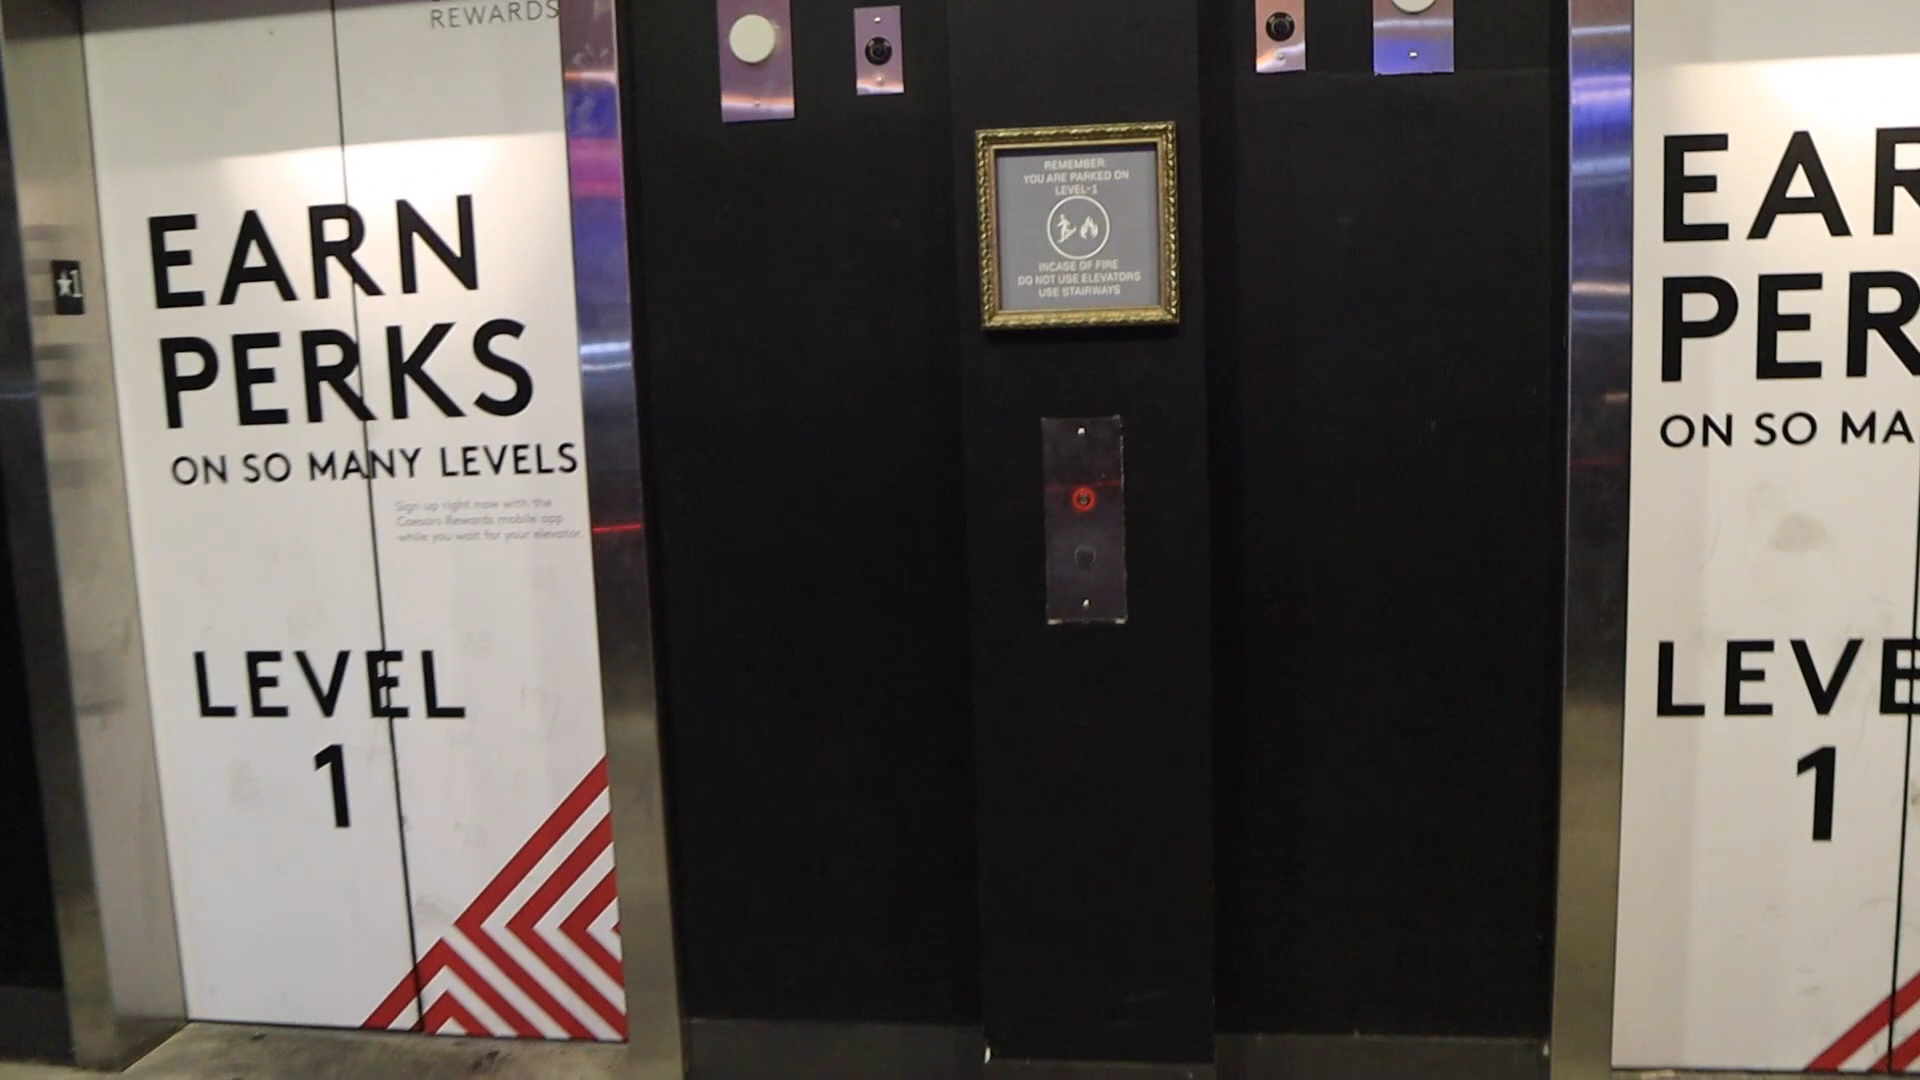 REWARDS
EARN
PERKS
ON SO MANY LEVELS
Sign up right now with the
Caesars Rewards mobile app
while you wait for your elevator.
LEVEL
1
★1
REMEMBER
YOU ARE PARKED ON
LEVEL-1
INCASE OF FIRE
DO NOT USE ELEVATORS
USE STAIRWAYS
EAR
PER
ON SO MA
LEVE
1